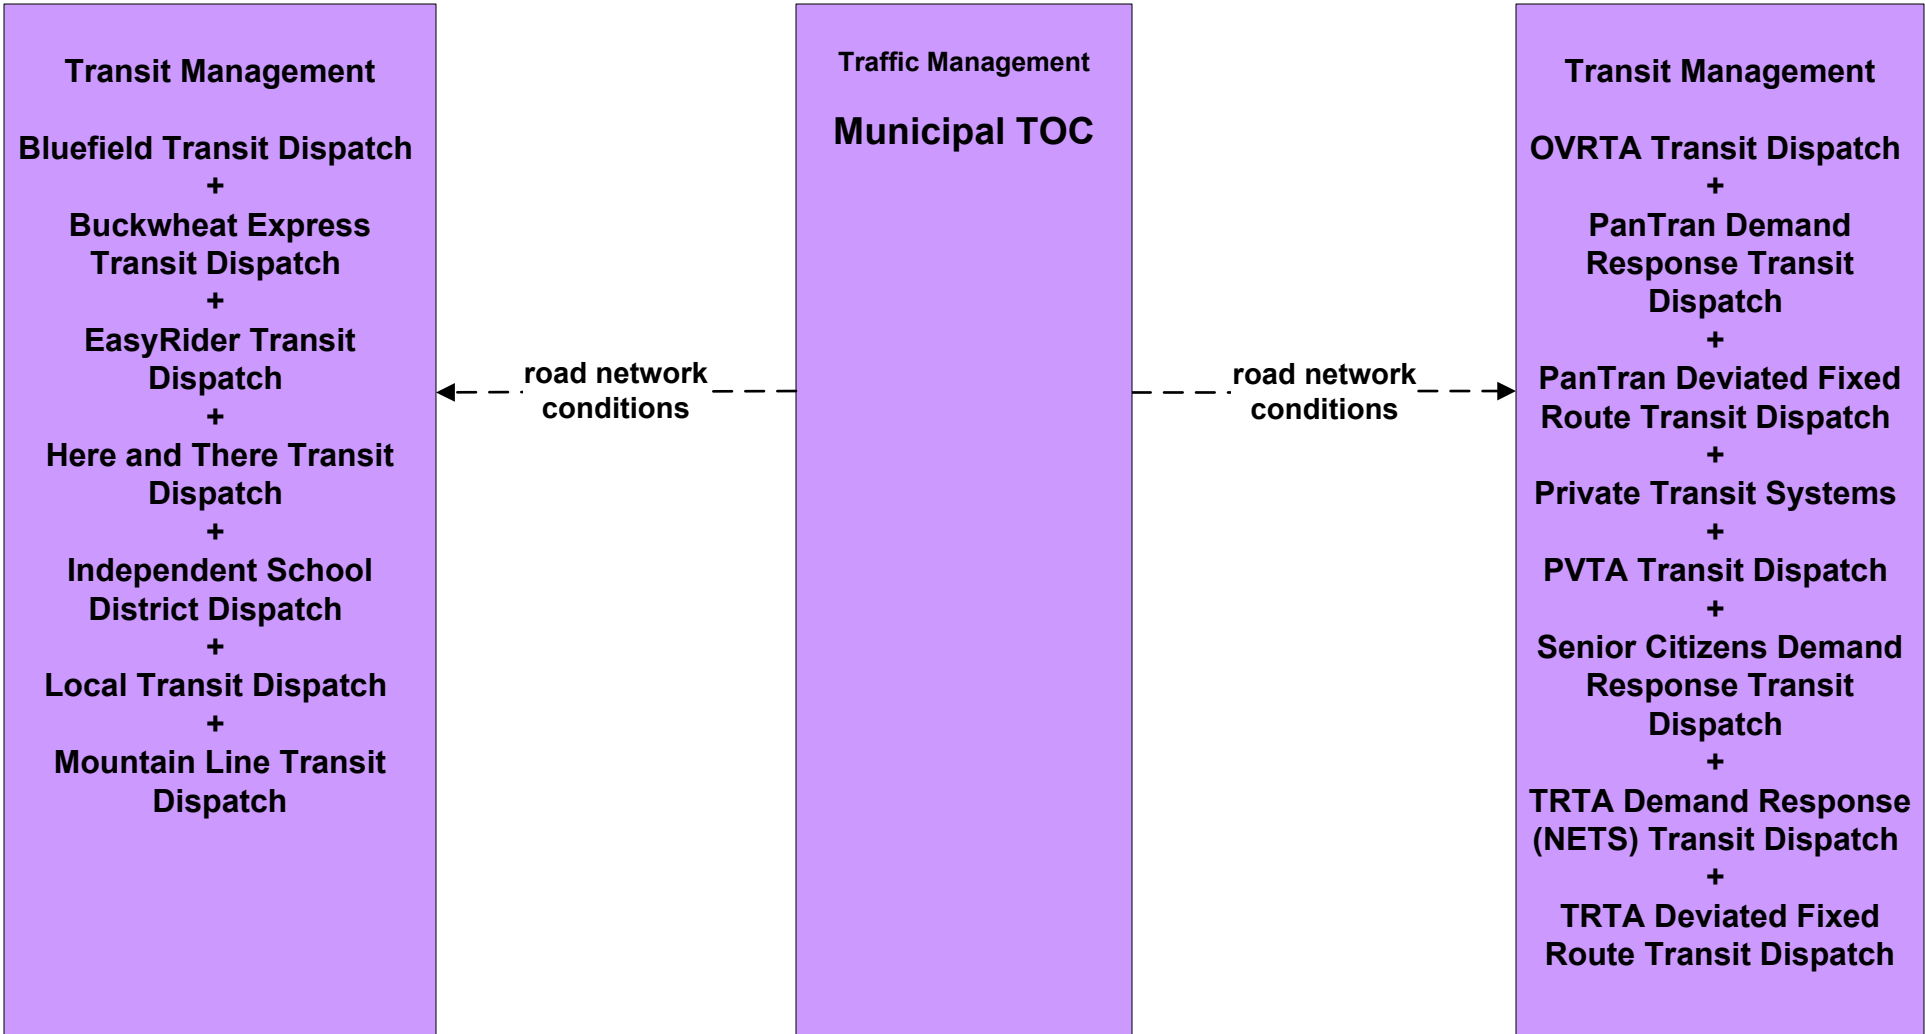 Transit Management
Bluefield Transit Dispatch
+
Buckwheat Express
Transit Dispatch
+
EasyRider Transit
Dispatch
+
Here and There Transit
Dispatch
+
Independent School
District Dispatch
+
Local Transit Dispatch
+
Mountain Line Transit
Dispatch
road network
conditions
Traffic Management
Municipal TOC
road network
conditions
Transit Management
OVRTA Transit Dispatch
+
PanTran Demand
Response Transit
Dispatch
+
PanTran Deviated Fixed
Route Transit Dispatch
+
Private Transit Systems
+
PVTA Transit Dispatch
+
Senior Citizens Demand
Response Transit
Dispatch
+
TRTA Demand Response
(NETS) Transit Dispatch
+
TRTA Deviated Fixed
Route Transit Dispatch